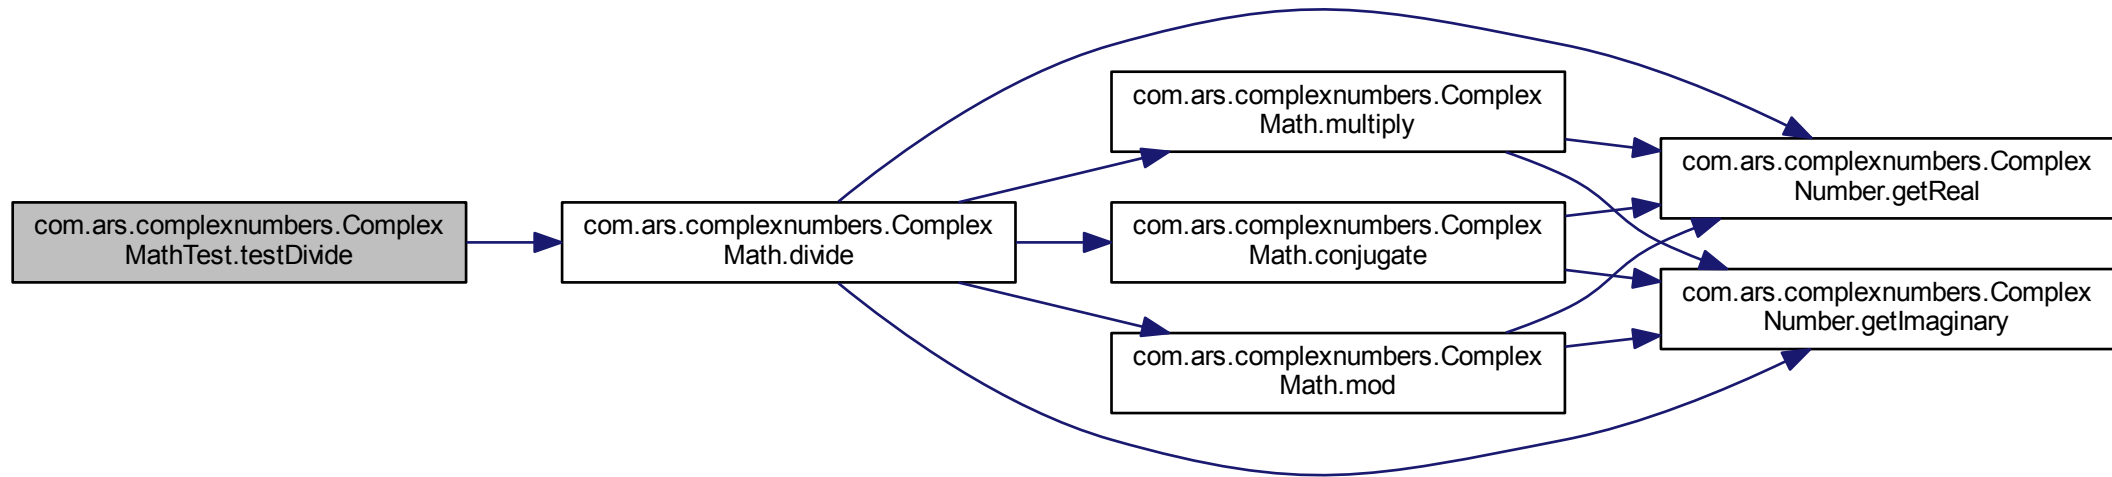 com.ars.complexnumbers.Complex
MathTest.testDivide
com.ars.complexnumbers.Complex
Math.divide
com.ars.complexnumbers.Complex
Math.multiply
com.ars.complexnumbers.Complex
Math.conjugate
com.ars.complexnumbers.Complex
Math.mod
com.ars.complexnumbers.Complex
Number.getReal
com.ars.complexnumbers.Complex
Number.getImaginary